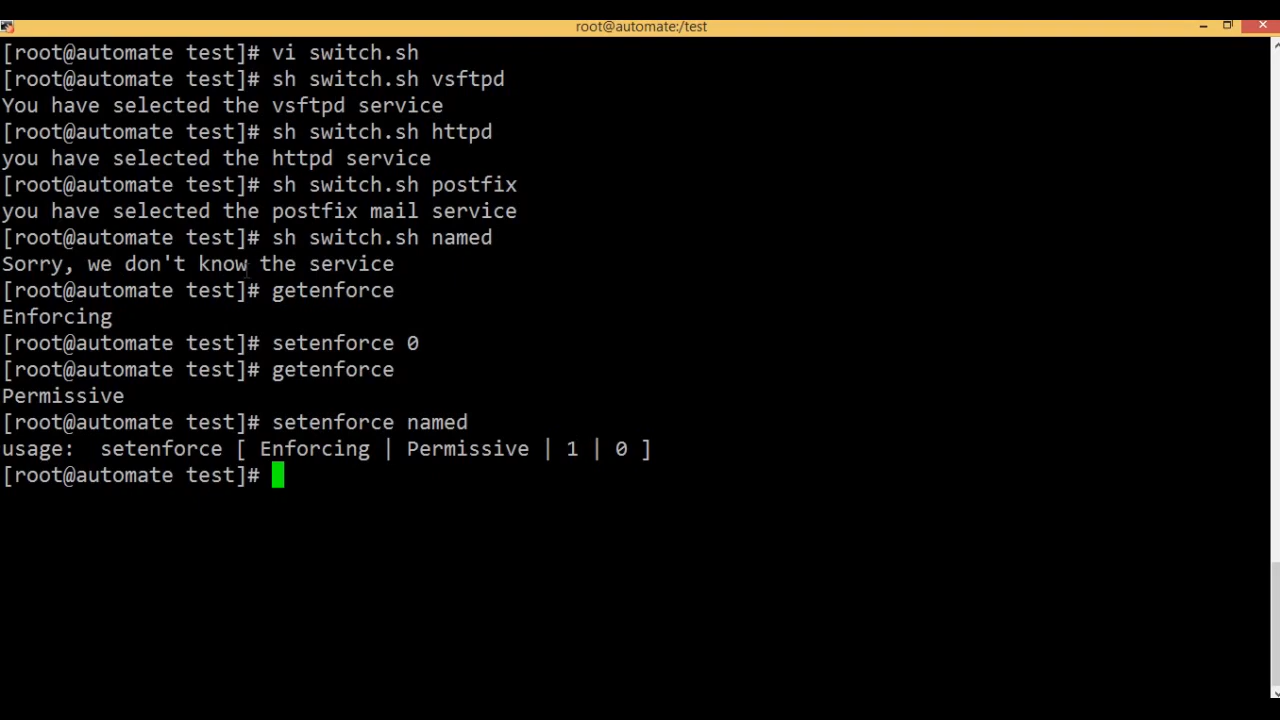 root@automate:/test
[root@automate test]# vi switch.sh
[root@automate test]# sh switch.sh vsftpd
You have selected the vsftpd service
[root@automate test]# sh switch.sh httpd
you have selected the httpd service
[root@automate test]# sh switch.sh postfix
you have selected the postfix mail service
[root@automate test]# sh switch.sh named
Sorry, we don't know the service
[root@automate test]# getenforce
Enforcing
[root@automate test]# setenforce 0
[root@automate test]# getenforce
Permissive
[root@automate test]# setenforce named
usage:  setenforce [ Enforcing | Permissive | 1 | 0 ]
[root@automate test]#